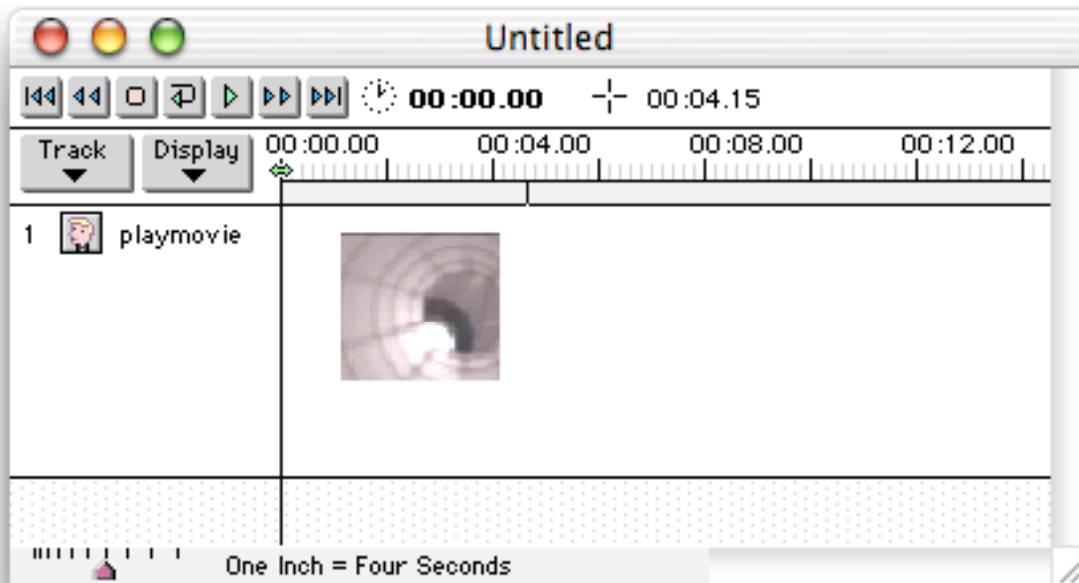 Untitled
00:00.00 00:04.15
Track Display 00:00.00 00:04.00 00:08.00 00:12.00
1 playmovie
One Inch = Four Seconds